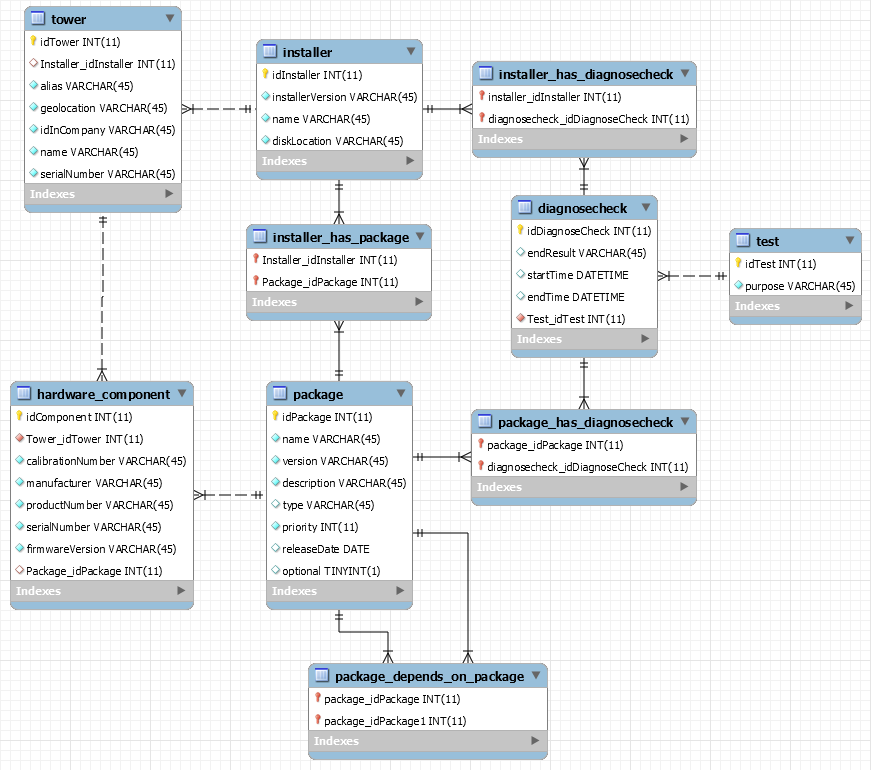 tower
idTower INT(11)
Installer_idInstaller INT(11)
alias VARCHAR(45)
geolocation VARCHAR(45)
idInCompany VARCHAR(45)
name VARCHAR(45)
serialNumber VARCHAR(45)
Indexes
installer
idInstaller INT(11)
installerVersion VARCHAR(45)
name VARCHAR(45)
diskLocation VARCHAR(45)
Indexes
installer_has_diagnosecheck
installer_idInstaller INT(11)
diagnosecheck_idDiagnoseCheck INT(11)
Indexes
installer_has_package
Installer_idInstaller INT(11)
Package_idPackage INT(11)
Indexes
diagnosecheck
idDiagnoseCheck INT(11)
endResult VARCHAR(45)
startTime DATETIME
endTime DATETIME
Test_idTest INT(11)
Indexes
test
idTest INT(11)
purpose VARCHAR(45)
Indexes
hardware_component
idComponent INT(11)
Tower_idTower INT(11)
calibrationNumber VARCHAR(45)
manufacturer VARCHAR(45)
productNumber VARCHAR(45)
serialNumber VARCHAR(45)
firmwareVersion VARCHAR(45)
Package_idPackage INT(11)
Indexes
package
idPackage INT(11)
name VARCHAR(45)
version VARCHAR(45)
description VARCHAR(45)
type VARCHAR(45)
priority INT(11)
releaseDate DATE
optional TINYINT(1)
Indexes
package_has_diagnosecheck
package_idPackage INT(11)
diagnosecheck_idDiagnoseCheck INT(11)
Indexes
package_depends_on_package
package_idPackage INT(11)
package_idPackage1 INT(11)
Indexes